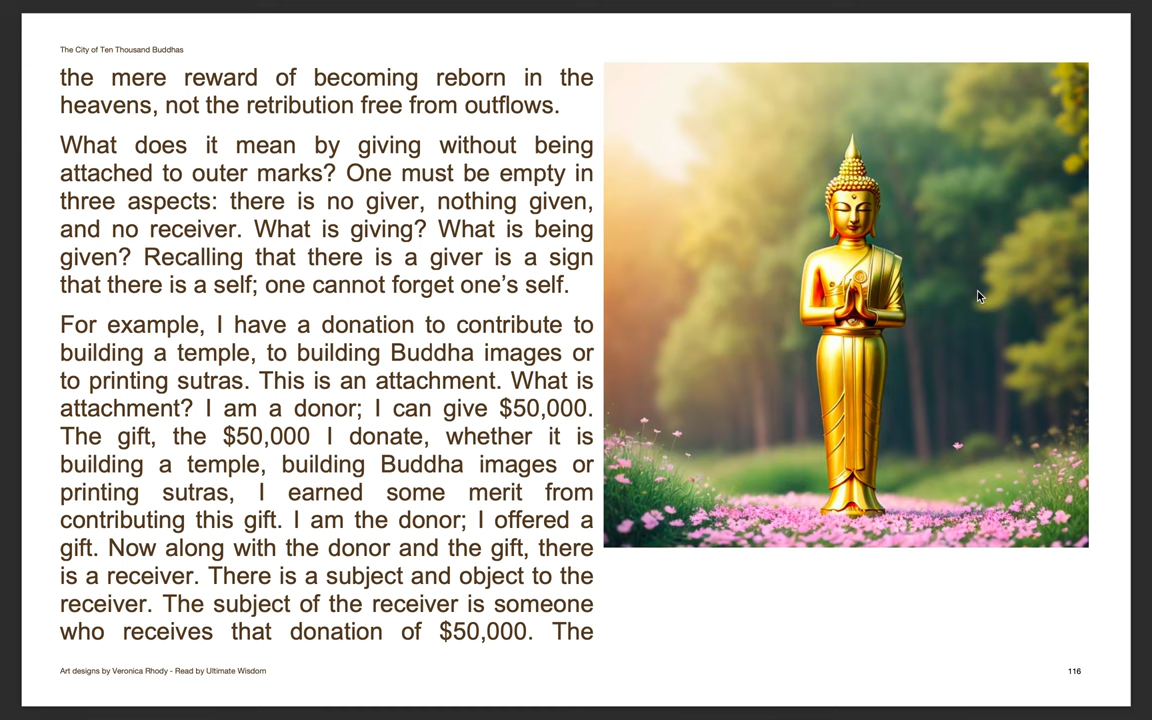 The City of Ten Thousand Buddhas
the mere reward of becoming reborn in the
heavens, not the retribution free from outflows.
What does it mean by giving without being
attached to outer marks? One must be empty in
three aspects: there is no giver, nothing given,
and no receiver. What is giving? What is being
given? Recalling that there is a giver is a sign
that there is a self; one cannot forget one’s self.
For example, I have a donation to contribute to
building a temple, to building Buddha images or
to printing sutras. This is an attachment. What is
attachment? I am a donor; I can give $50,000.
The gift, the $50,000 I donate, whether it is
building a temple, building Buddha images or
printing sutras, I earned some merit from
contributing this gift. I am the donor; I offered a
gift. Now along with the donor and the gift, there
is a receiver. There is a subject and object to the
receiver. The subject of the receiver is someone
who receives that donation of $50,000. The
Art designs by Veronica Rhody - Read by Ultimate Wisdom
116